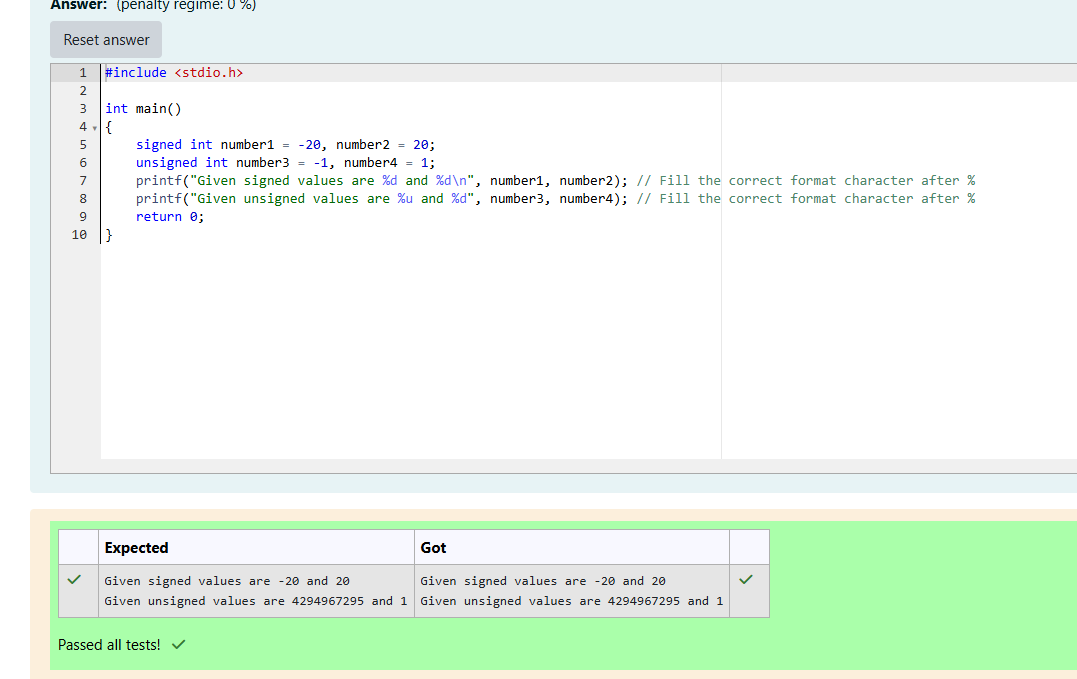 Answer: (penalty regime: 0 %)
Reset answer
1 #include <stdio.h>
2
3 int main()
4 {
5     signed int number1 = -20, number2 = 20;
6     unsigned int number3 = -1, number4 = 1;
7     printf("Given signed values are %d and %d\n", number1, number2); // Fill the correct format character after %
8     printf("Given unsigned values are %u and %d", number3, number4); // Fill the correct format character after %
9     return 0;
10 }
Expected Got
Given signed values are -20 and 20 Given signed values are -20 and 20
Given unsigned values are 4294967295 and 1 Given unsigned values are 4294967295 and 1
Passed all tests!